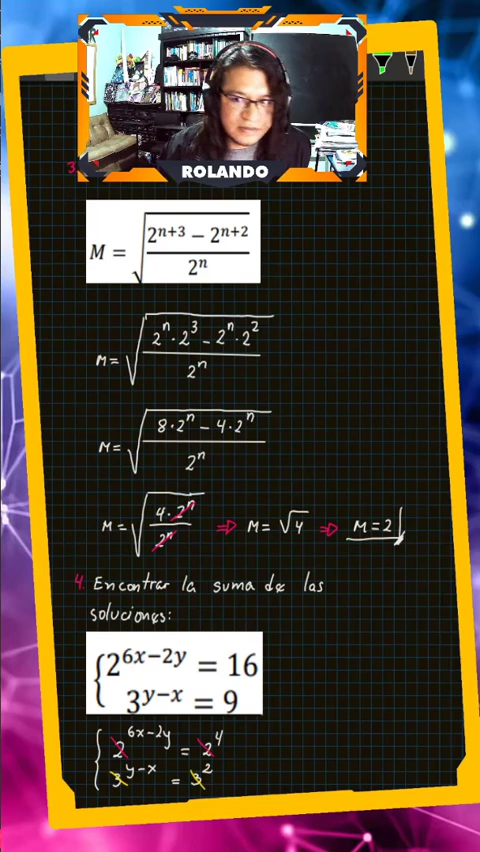 ROLANDO
3.
M = √((2^{n+3} − 2^{n+2})/2^n)
M = √((2^n · 2^3 − 2^n · 2^2)/2^n)
M = √((8 · 2^n − 4 · 2^n)/2^n)
M = √((4 · 2^n)/2^n) ⇒ M = √4 ⇒ M = 2
4. Encontrar la suma de las
soluciones:
{2^{6x−2y} = 16
3^{y−x} = 9
{2^{6x−2y} = 2^4
3^{y−x} = 3^2